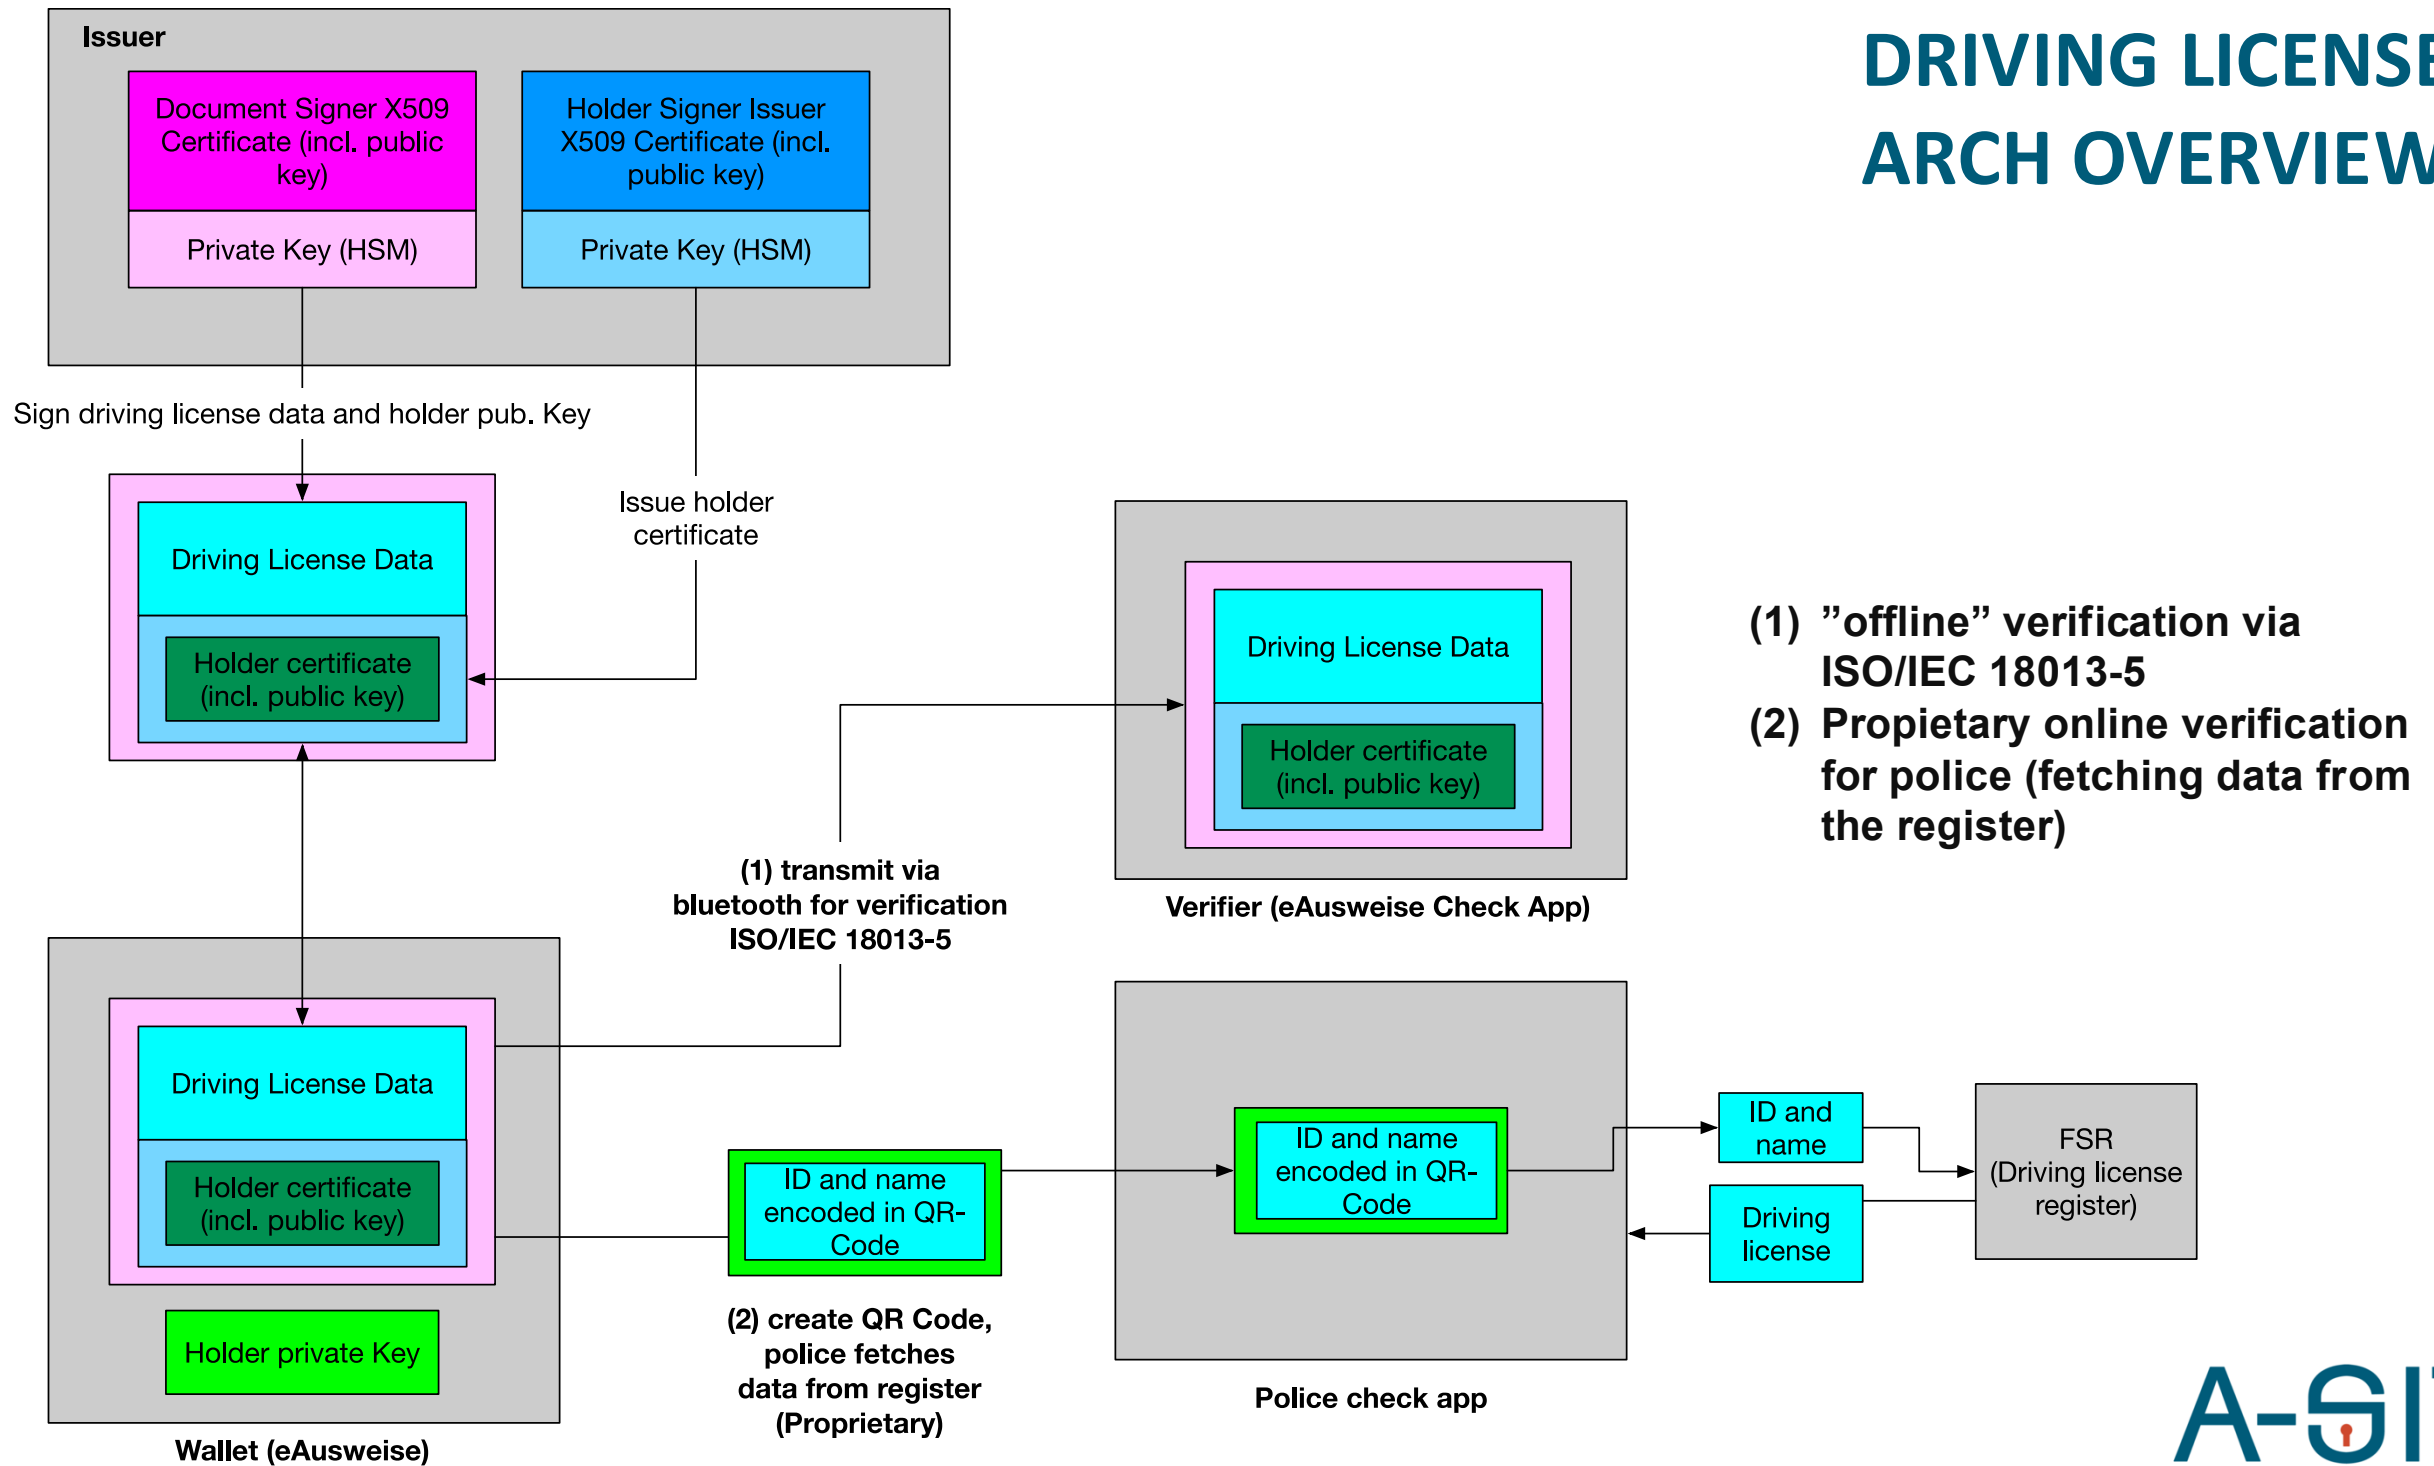 Issuer
DRIVING LICENSE
ARCH OVERVIEW
Document Signer X509
Certificate (incl. public
key)
Private Key (HSM)
Holder Signer Issuer
X509 Certificate (incl.
public key)
Private Key (HSM)
Sign driving license data and holder pub. Key
Issue holder
certificate
Driving License Data
Holder certificate
(incl. public key)
Driving License Data
Holder certificate
(incl. public key)
Verifier (eAusweise Check App)
(1) ”offline” verification via
ISO/IEC 18013-5
(2) Propietary online verification
for police (fetching data from
the register)
(1) transmit via
bluetooth for verification
ISO/IEC 18013-5
Driving License Data
Holder certificate
(incl. public key)
Holder private Key
Wallet (eAusweise)
ID and name
encoded in QR-
Code
(2) create QR Code,
police fetches
data from register
(Proprietary)
ID and name
encoded in QR-
Code
Police check app
ID and
name
Driving
license
FSR
(Driving license
register)
A-SIT